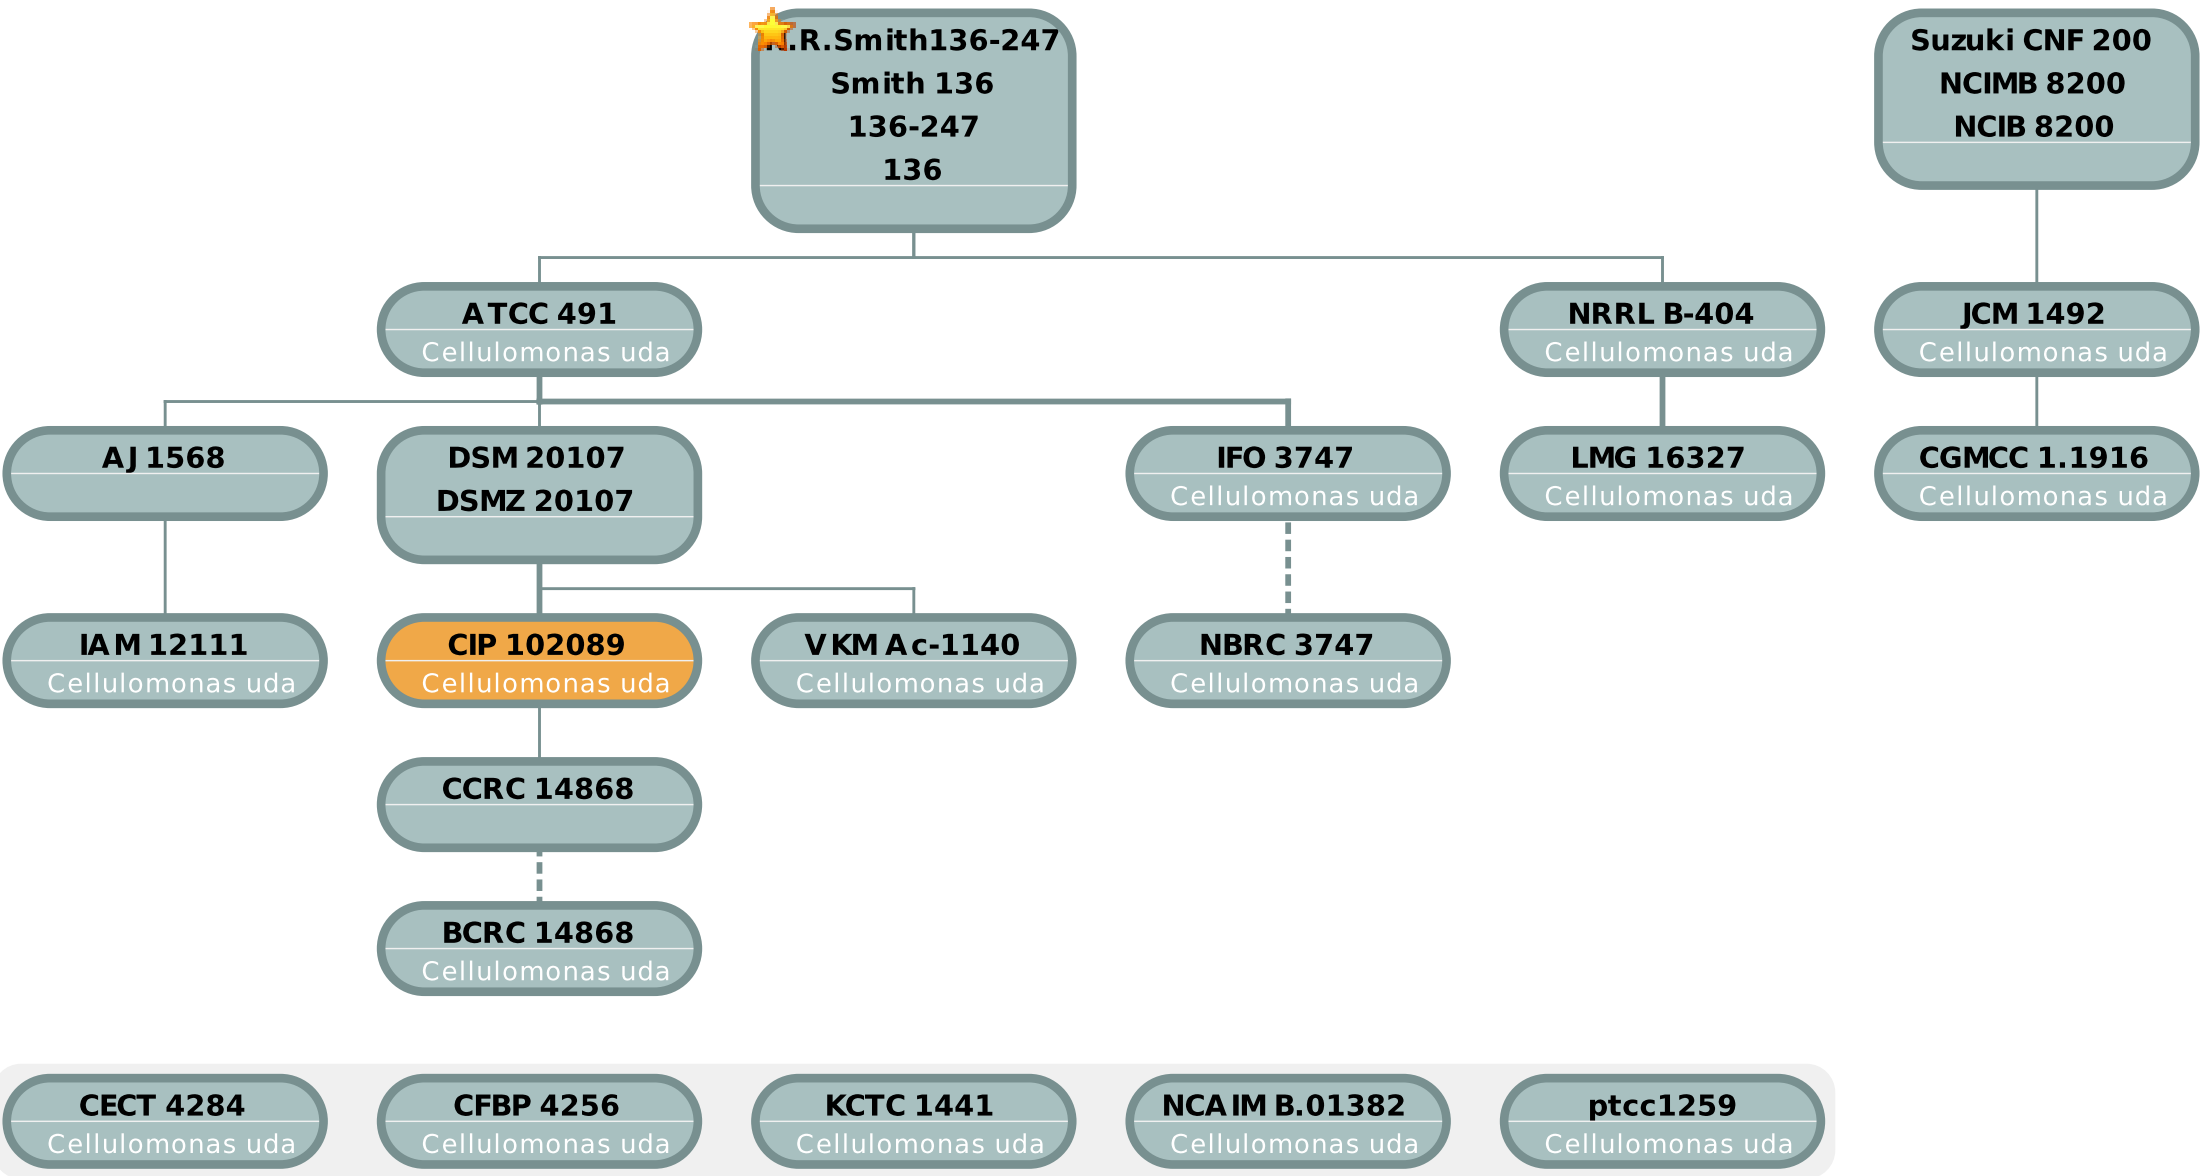 .R.Smith136-247
Smith 136
136-247
136
Suzuki CNF 200
NCIMB 8200
NCIB 8200
ATCC 491
Cellulomonas uda
NRRL B-404
Cellulomonas uda
JCM 1492
Cellulomonas uda
AJ 1568
DSM 20107
DSMZ 20107
IFO 3747
Cellulomonas uda
LMG 16327
Cellulomonas uda
CGMCC 1.1916
Cellulomonas uda
IAM 12111
Cellulomonas uda
CIP 102089
Cellulomonas uda
VKM Ac-1140
Cellulomonas uda
NBRC 3747
Cellulomonas uda
CCRC 14868
BCRC 14868
Cellulomonas uda
CECT 4284
Cellulomonas uda
CFBP 4256
Cellulomonas uda
KCTC 1441
Cellulomonas uda
NCAIM B.01382
Cellulomonas uda
ptcc1259
Cellulomonas uda